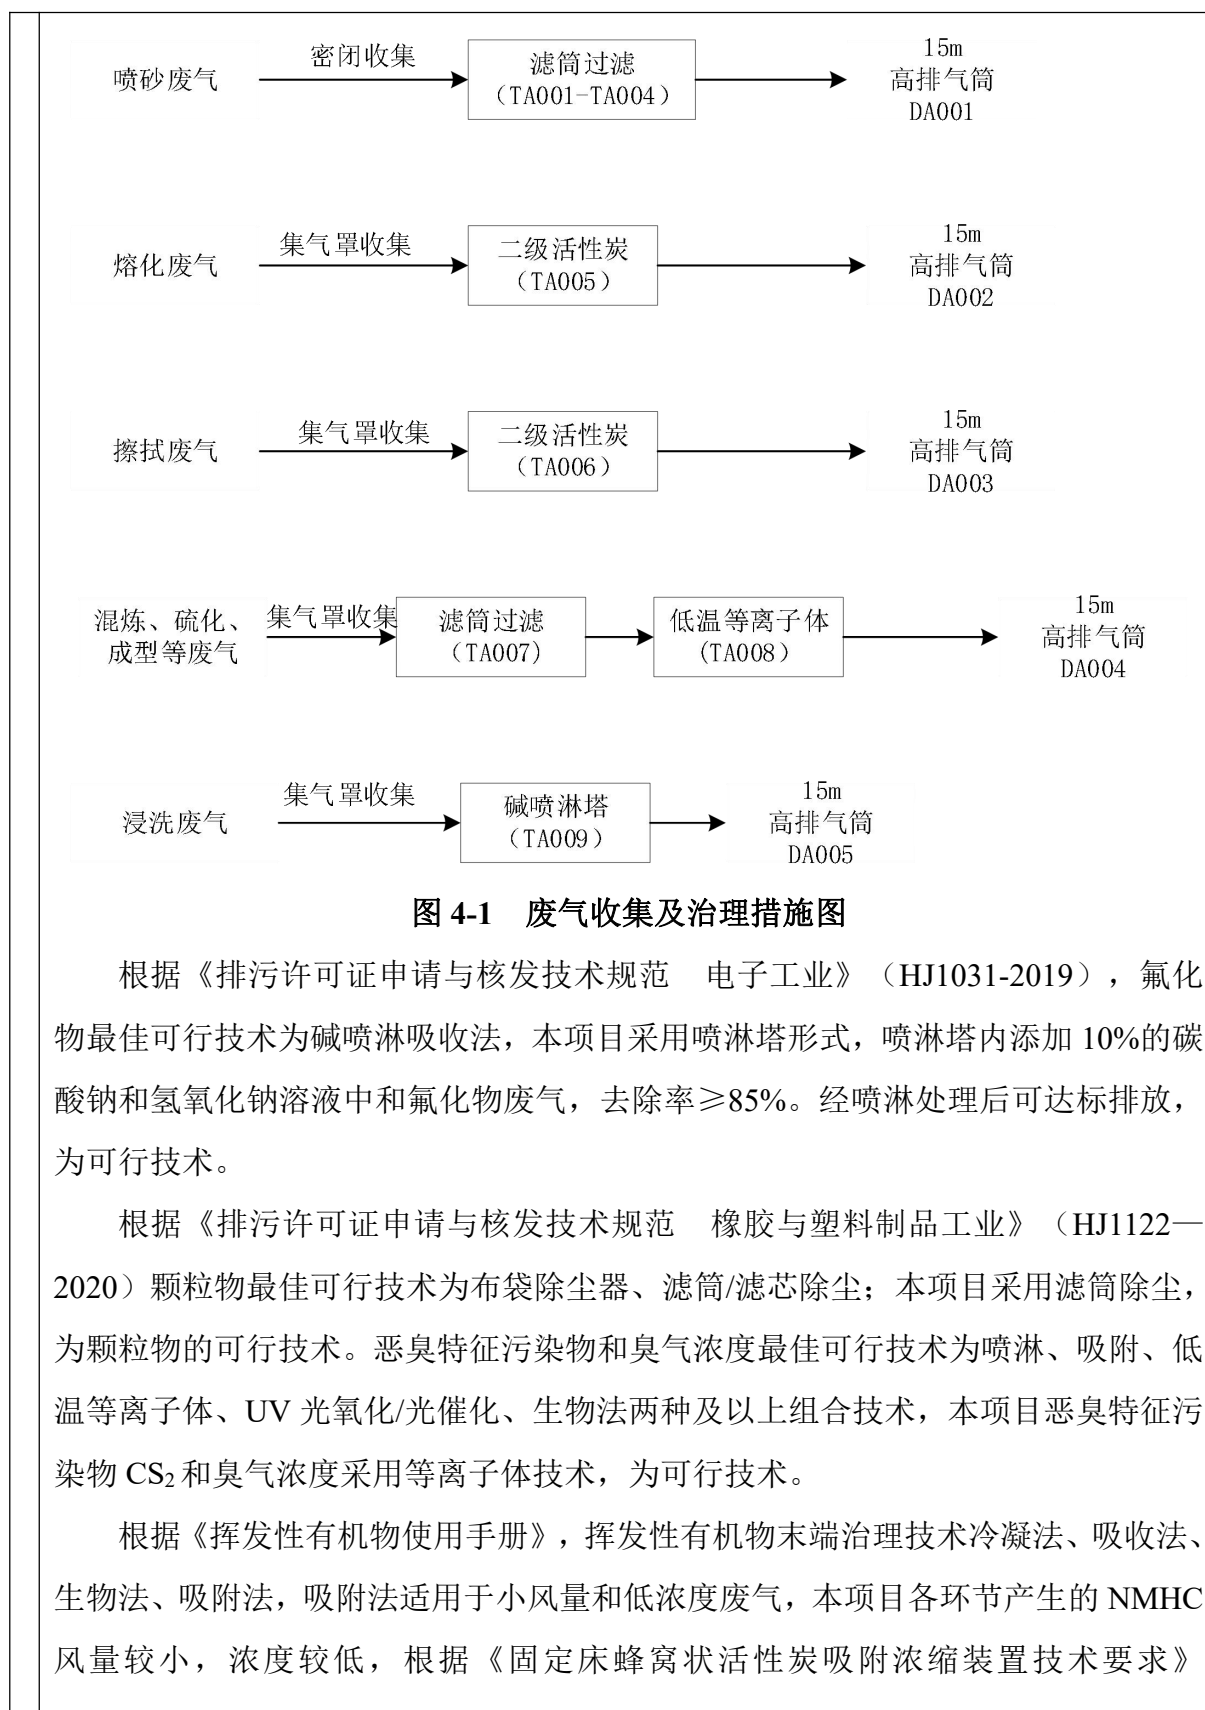 喷砂废气
密闭收集
滤筒过滤
（TA001-TA004）
15m
高排气筒
DA001
熔化废气
集气罩收集
二级活性炭
（TA005）
15m
高排气筒
DA002
擦拭废气
集气罩收集
二级活性炭
（TA006）
15m
高排气筒
DA003
混炼、硫化、
成型等废气
集气罩收集
滤筒过滤
（TA007)
低温等离子体
(TA008）
15m
高排气筒
DA004
浸洗废气
集气罩收集
碱喷淋塔
（TA009）
15m
高排气筒
DA005
图 4-1　废气收集及治理措施图
根据《排污许可证申请与核发技术规范　电子工业》（HJ1031-2019），氟化
物最佳可行技术为碱喷淋吸收法，本项目采用喷淋塔形式，喷淋塔内添加 10%的碳
酸钠和氢氧化钠溶液中和氟化物废气，去除率≥85%。经喷淋处理后可达标排放，
为可行技术。
根据《排污许可证申请与核发技术规范　橡胶与塑料制品工业》（HJ1122—
2020）颗粒物最佳可行技术为布袋除尘器、滤筒/滤芯除尘；本项目采用滤筒除尘，
为颗粒物的可行技术。恶臭特征污染物和臭气浓度最佳可行技术为喷淋、吸附、低
温等离子体、UV 光氧化/光催化、生物法两种及以上组合技术，本项目恶臭特征污
染物 CS₂和臭气浓度采用等离子体技术，为可行技术。
根据《挥发性有机物使用手册》，挥发性有机物末端治理技术冷凝法、吸收法、
生物法、吸附法，吸附法适用于小风量和低浓度废气，本项目各环节产生的 NMHC
风量较小，浓度较低，根据《固定床蜂窝状活性炭吸附浓缩装置技术要求》